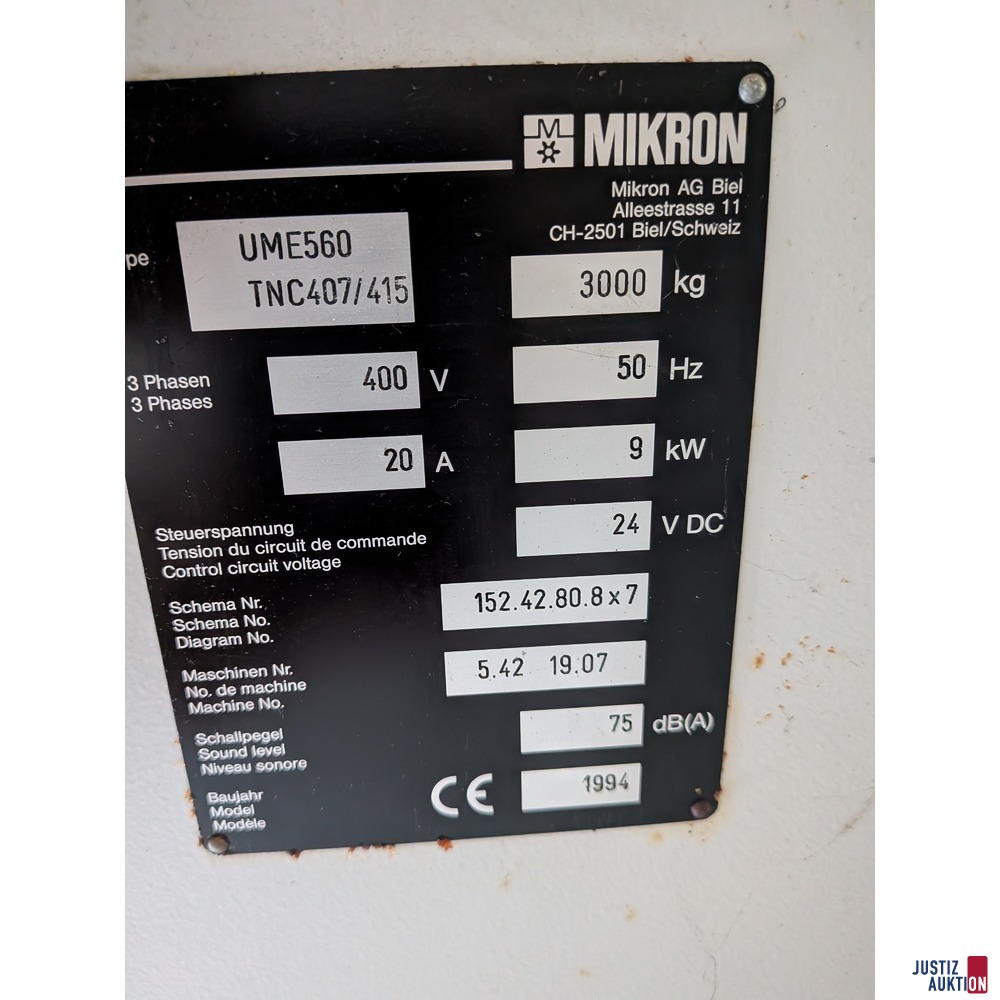 MIKRON
Mikron AG Biel
Alleestrasse 11
CH-2501 Biel/Schweiz
pe UME560
TNC407/415
3000 kg
3 Phasen
3 Phases
400 V
50 Hz
20 A
9 kW
Steuerspannung
Tension du circuit de commande
Control circuit voltage
24 V DC
Schema Nr.
Schema No.
Diagram No.
152.42.80.8x7
Maschinen Nr.
No. de machine
Machine No.
5.42 19.07
Schallpegel
Sound level
Niveau sonore
75 dB(A)
Baujahr
Model
Modèle
CE 1994
JUSTIZ
AUKTION